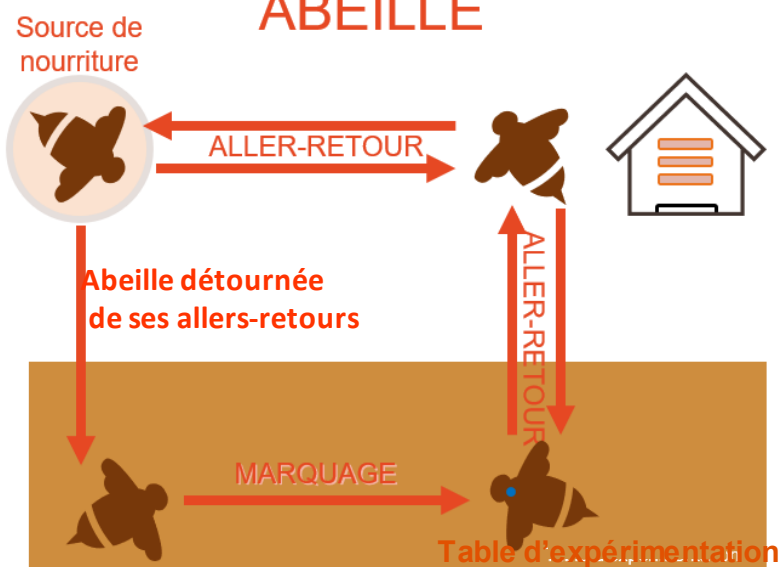 ABEILLE
Source de
nourriture
ALLER-RETOUR
Abeille détournée
de ses allers-retours
ALLER-RETOUR
MARQUAGE
Table d'expérimentation